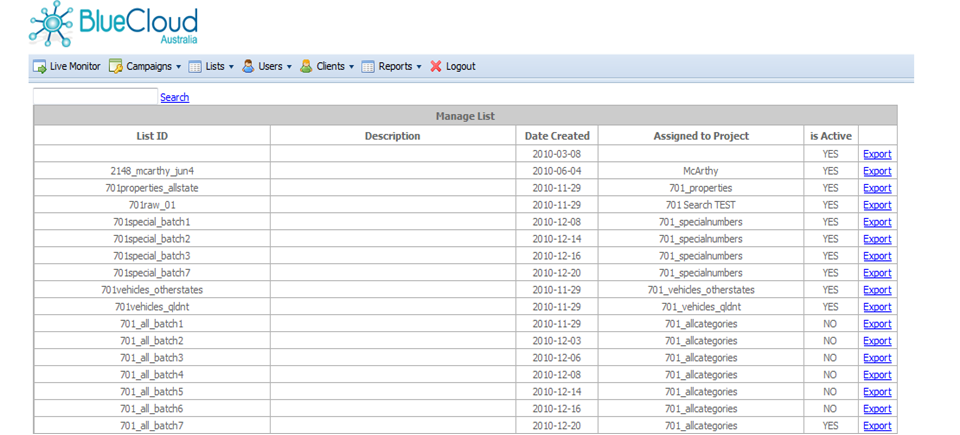 BlueCloud
Australia
Live Monitor Campaigns Lists Users Clients Reports Logout
Search
Manage List
List ID Description Date Created Assigned to Project is Active
2010-03-08 YES Export
2148_mcarthy_jun4 2010-06-04 McArthy YES Export
701properties_allstate 2010-11-29 701_properties YES Export
701raw_01 2010-11-29 701 Search TEST YES Export
701special_batch1 2010-12-08 701_specialnumbers YES Export
701special_batch2 2010-12-14 701_specialnumbers YES Export
701special_batch3 2010-12-16 701_specialnumbers YES Export
701special_batch7 2010-12-20 701_specialnumbers YES Export
701vehicles_otherstates 2010-11-29 701_vehicles_otherstates YES Export
701vehicles_qldnt 2010-11-29 701_vehicles_qldnt YES Export
701_all_batch1 2010-11-29 701_allcategories NO Export
701_all_batch2 2010-12-03 701_allcategories NO Export
701_all_batch3 2010-12-06 701_allcategories NO Export
701_all_batch4 2010-12-08 701_allcategories NO Export
701_all_batch5 2010-12-14 701_allcategories NO Export
701_all_batch6 2010-12-16 701_allcategories NO Export
701_all_batch7 2010-12-20 701_allcategories YES Export